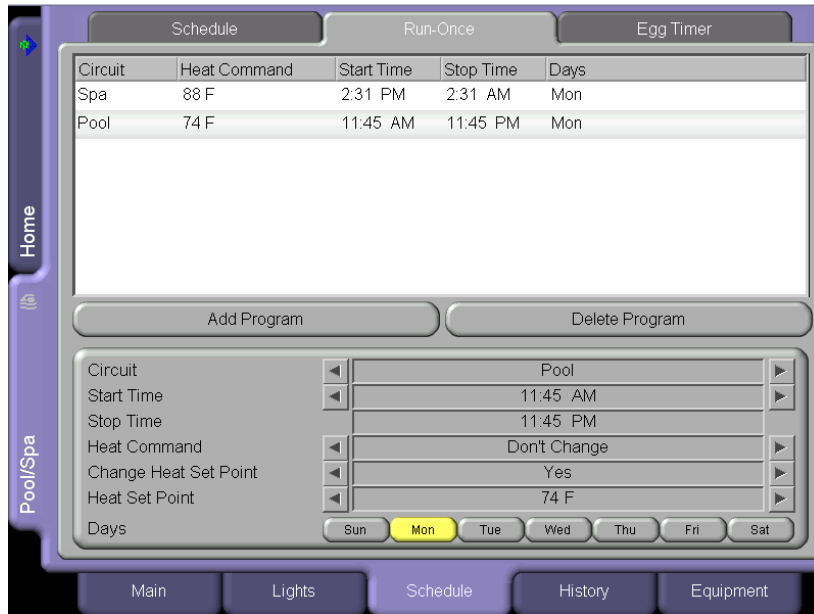 Schedule Run-Once Egg Timer
Circuit Heat Command Start Time Stop Time Days
Spa 88 F 2:31 PM 2:31 AM Mon
Pool 74 F 11:45 AM 11:45 PM Mon
Home
Add Program Delete Program
Circuit Pool
Start Time 11:45 AM
Stop Time 11:45 PM
Heat Command Don't Change
Change Heat Set Point Yes
Heat Set Point 74 F
Days Sun Mon Tue Wed Thu Fri Sat
Pool/Spa
Main Lights Schedule History Equipment